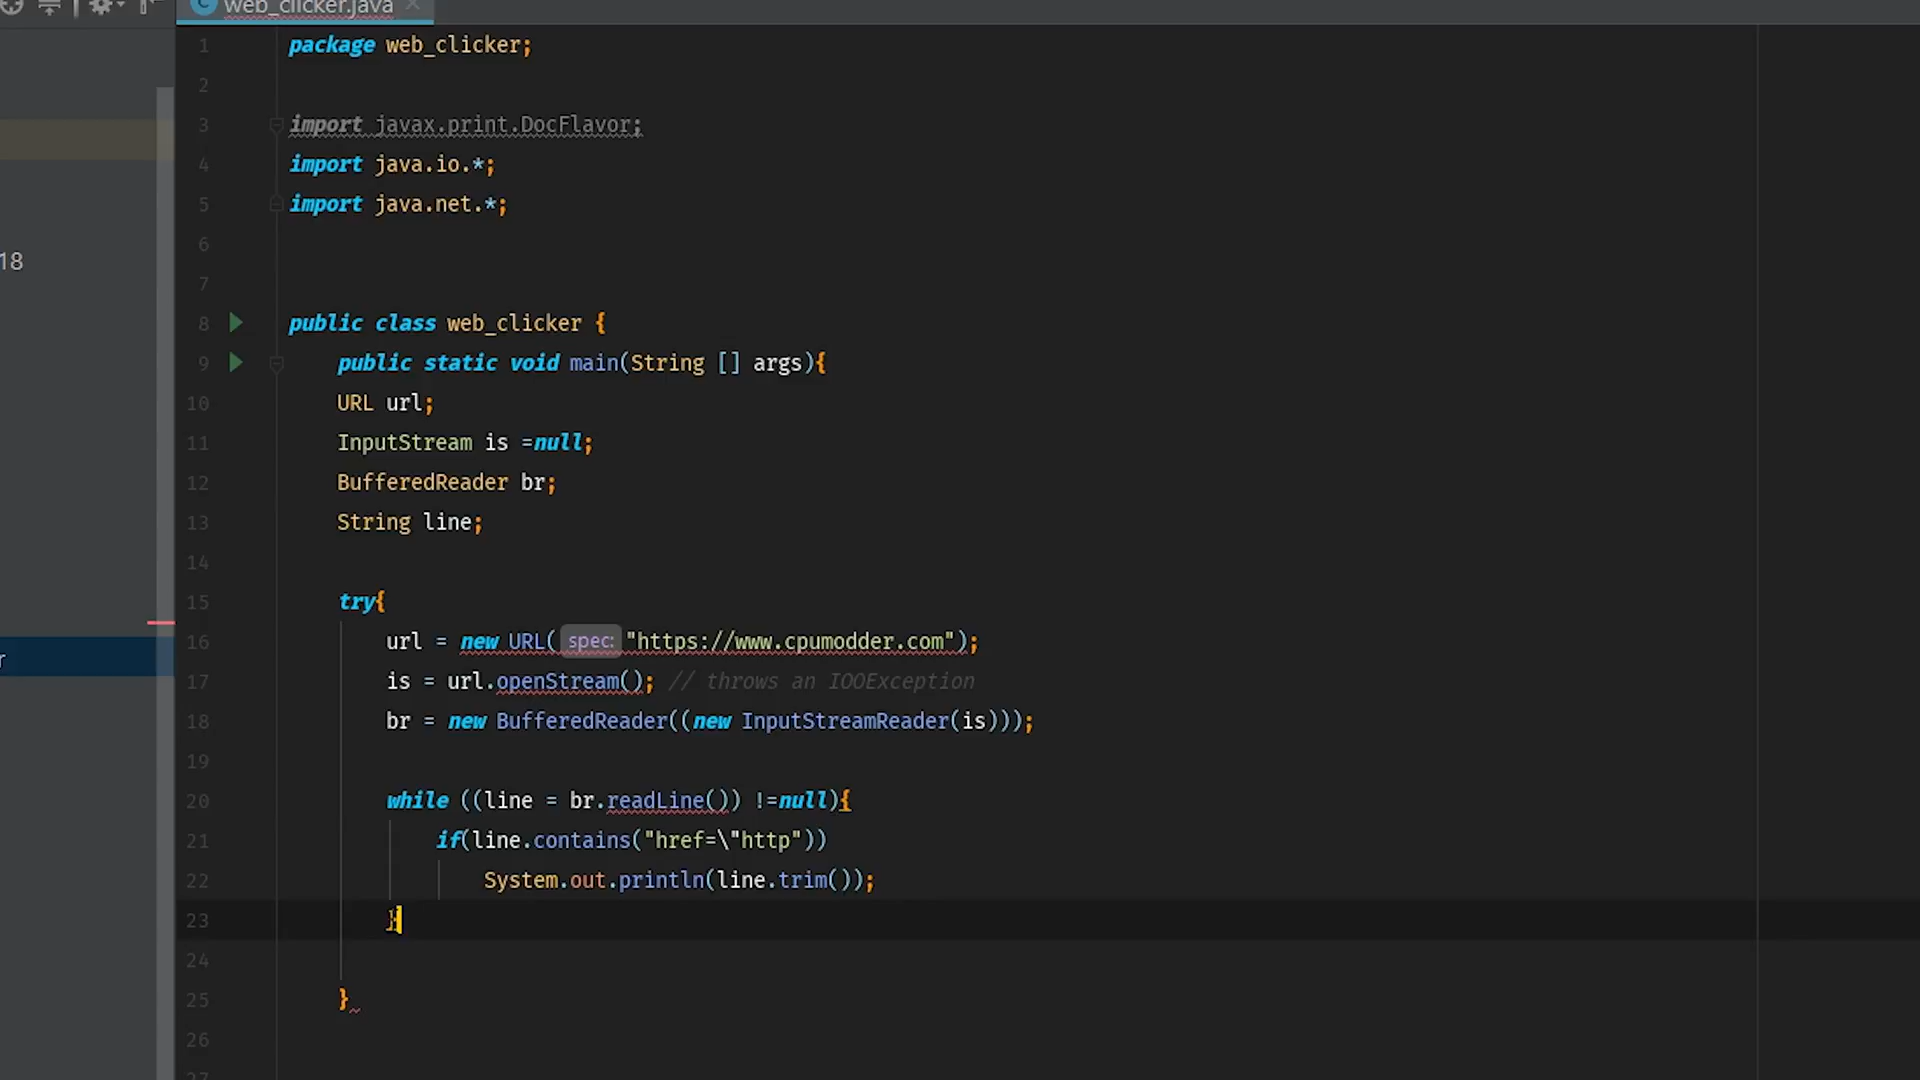 web_clicker.java
1 package web_clicker;
2
3 import javax.print.DocFlavor;
4 import java.io.*;
5 import java.net.*;
6
18
7
8 public class web_clicker {
9 public static void main(String [] args){
10 URL url;
11 InputStream is =null;
12 BufferedReader br;
13 String line;
14
15 try{
16 url = new URL( spec: "https://www.cpumodder.com");
r
17 is = url.openStream(); // throws an IOOException
18 br = new BufferedReader((new InputStreamReader(is)));
19
20 while ((line = br.readLine()) !=null){
21 if(line.contains("href=\"http"))
22 System.out.println(line.trim());
23 }
24
25 }
26
27